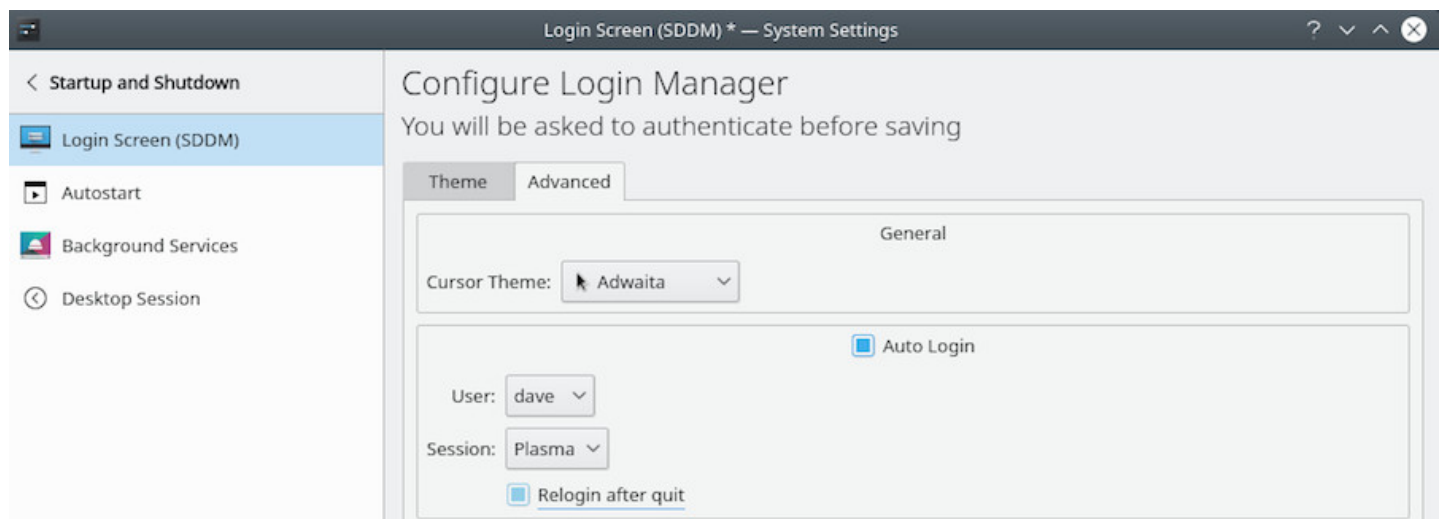 Login Screen (SDDM) * — System Settings
Startup and Shutdown
Login Screen (SDDM)
Autostart
Background Services
Desktop Session
Configure Login Manager
You will be asked to authenticate before saving
Theme
Advanced
General
Cursor Theme: Adwaita
Auto Login
User: dave
Session: Plasma
Relogin after quit